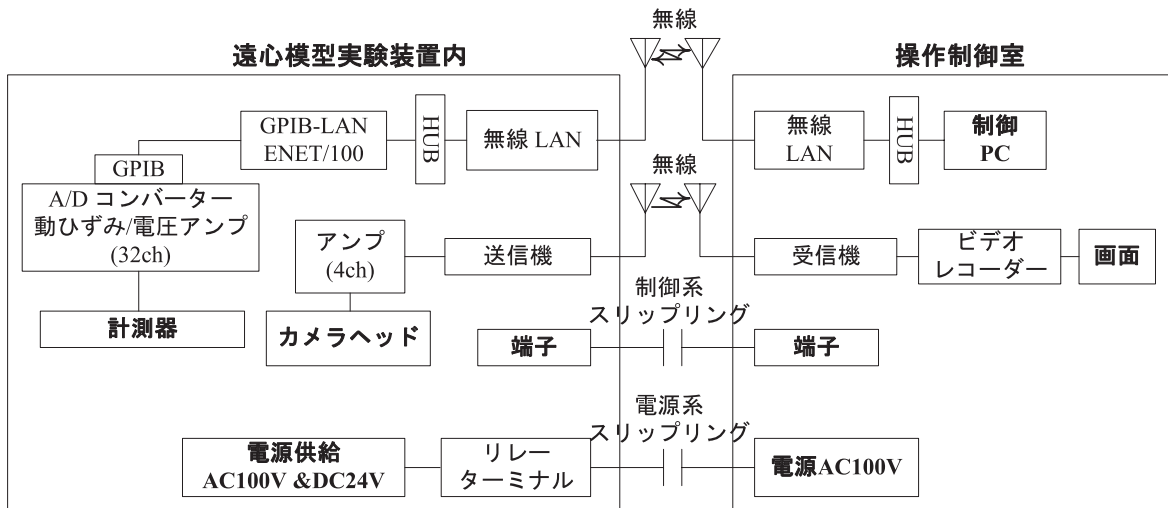 無線
遠心模型実験装置内
操作制御室
GPIB-LAN
ENET/100
HUB
無線 LAN
無線
LAN
HUB
制御
PC
GPIB
A/D コンバーター
動ひずみ/電圧アンプ
(32ch)
無線
アンプ
(4ch)
送信機
受信機
ビデオ
レコーダー
画面
計測器
カメラヘッド
制御系
スリップリング
端子
端子
電源系
スリップリング
電源供給
AC100V &DC24V
リレー
ターミナル
電源AC100V